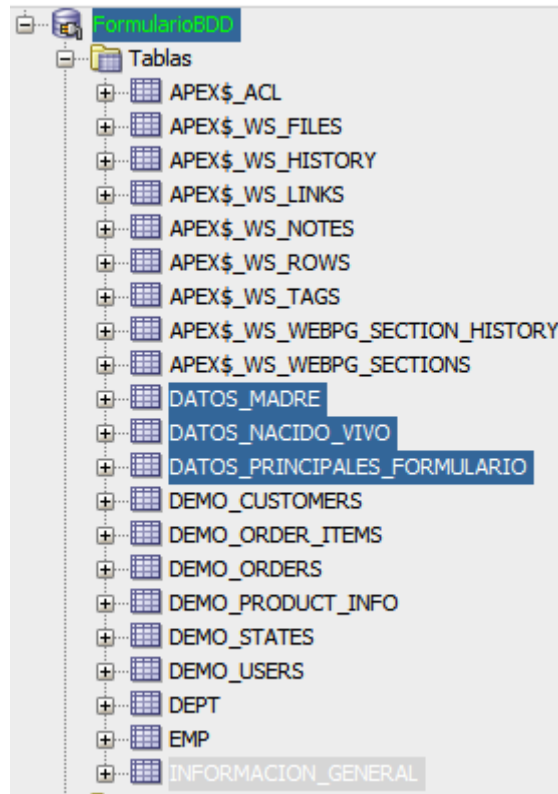 FormularioBDD
Tablas
APEX$_ACL
APEX$_WS_FILES
APEX$_WS_HISTORY
APEX$_WS_LINKS
APEX$_WS_NOTES
APEX$_WS_ROWS
APEX$_WS_TAGS
APEX$_WS_WEBPG_SECTION_HISTORY
APEX$_WS_WEBPG_SECTIONS
DATOS_MADRE
DATOS_NACIDO_VIVO
DATOS_PRINCIPALES_FORMULARIO
DEMO_CUSTOMERS
DEMO_ORDER_ITEMS
DEMO_ORDERS
DEMO_PRODUCT_INFO
DEMO_STATES
DEMO_USERS
DEPT
EMP
INFORMACION_GENERAL